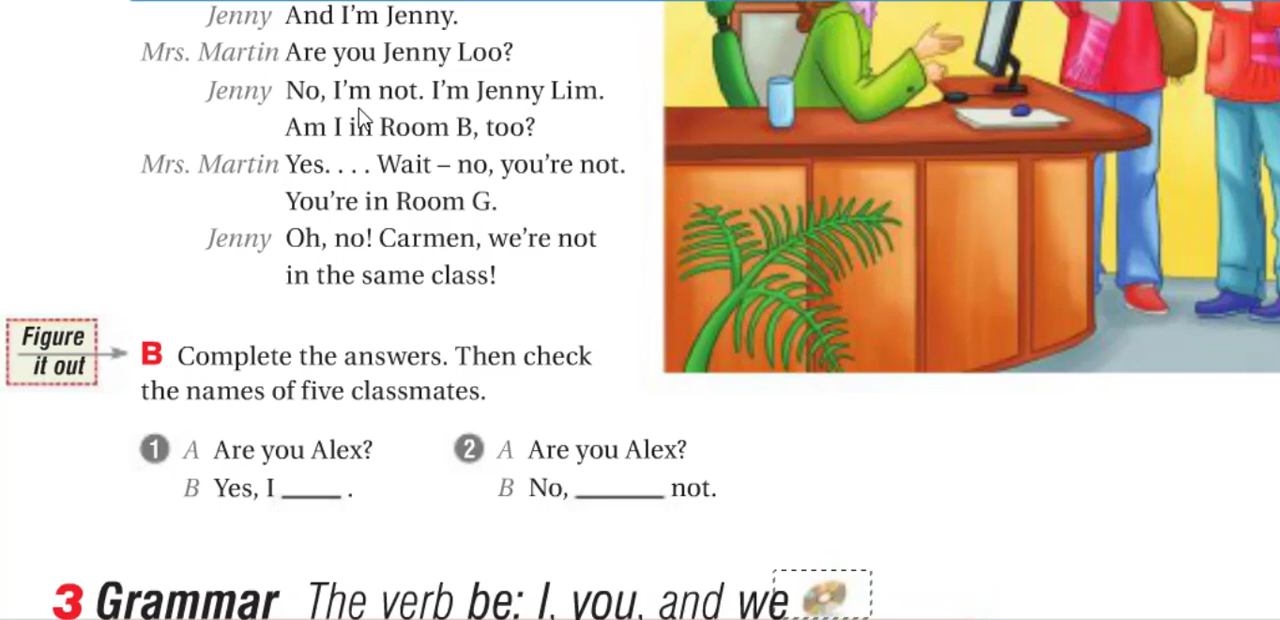 Jenny And I'm Jenny.
Mrs. Martin Are you Jenny Loo?
Jenny No, I'm not. I'm Jenny Lim.
Am I in Room B, too?
Mrs. Martin Yes. . . . Wait – no, you're not.
You're in Room G.
Jenny Oh, no! Carmen, we're not
in the same class!
Figure
it out
B Complete the answers. Then check
the names of five classmates.
1 A Are you Alex?
B Yes, I _____ .
2 A Are you Alex?
B No, _______ not.
3 Grammar The verb be: I, you, and we